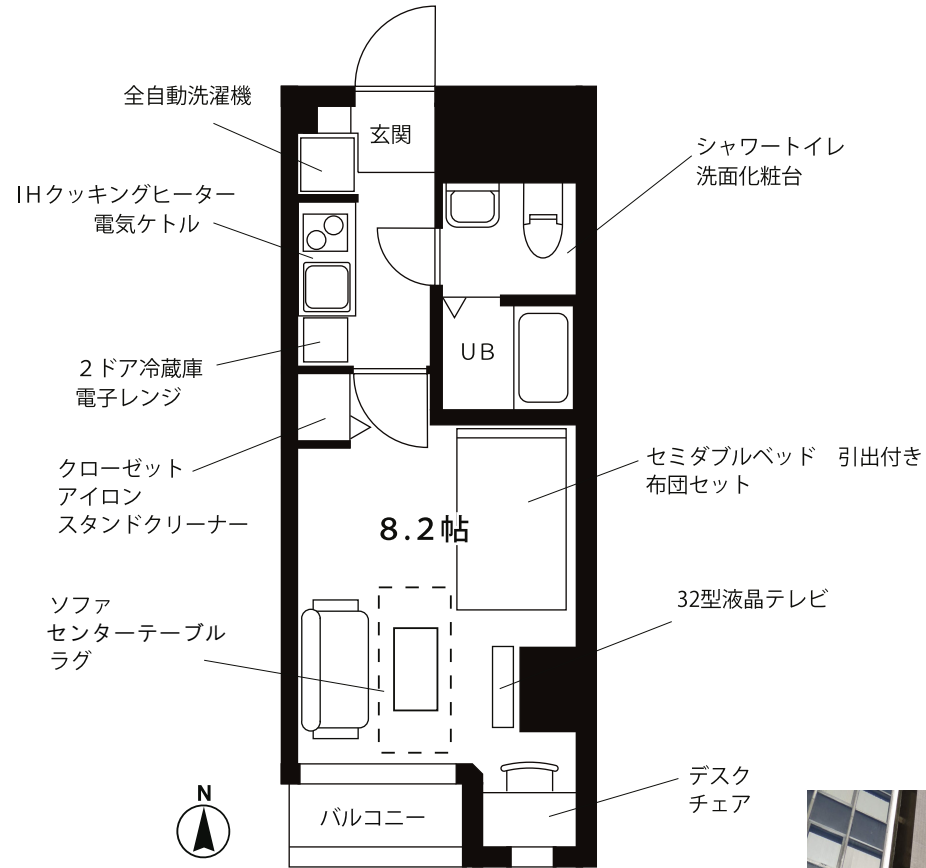 全自動洗濯機
玄関
シャワートイレ
洗面化粧台
IHクッキングヒーター
電気ケトル
UB
２ドア冷蔵庫
電子レンジ
クローゼット
アイロン
スタンドクリーナー
セミダブルベッド　引出付き
布団セット
8.2帖
ソファ
センターテーブル
ラグ
32型液晶テレビ
デスク
チェア
N
バルコニー